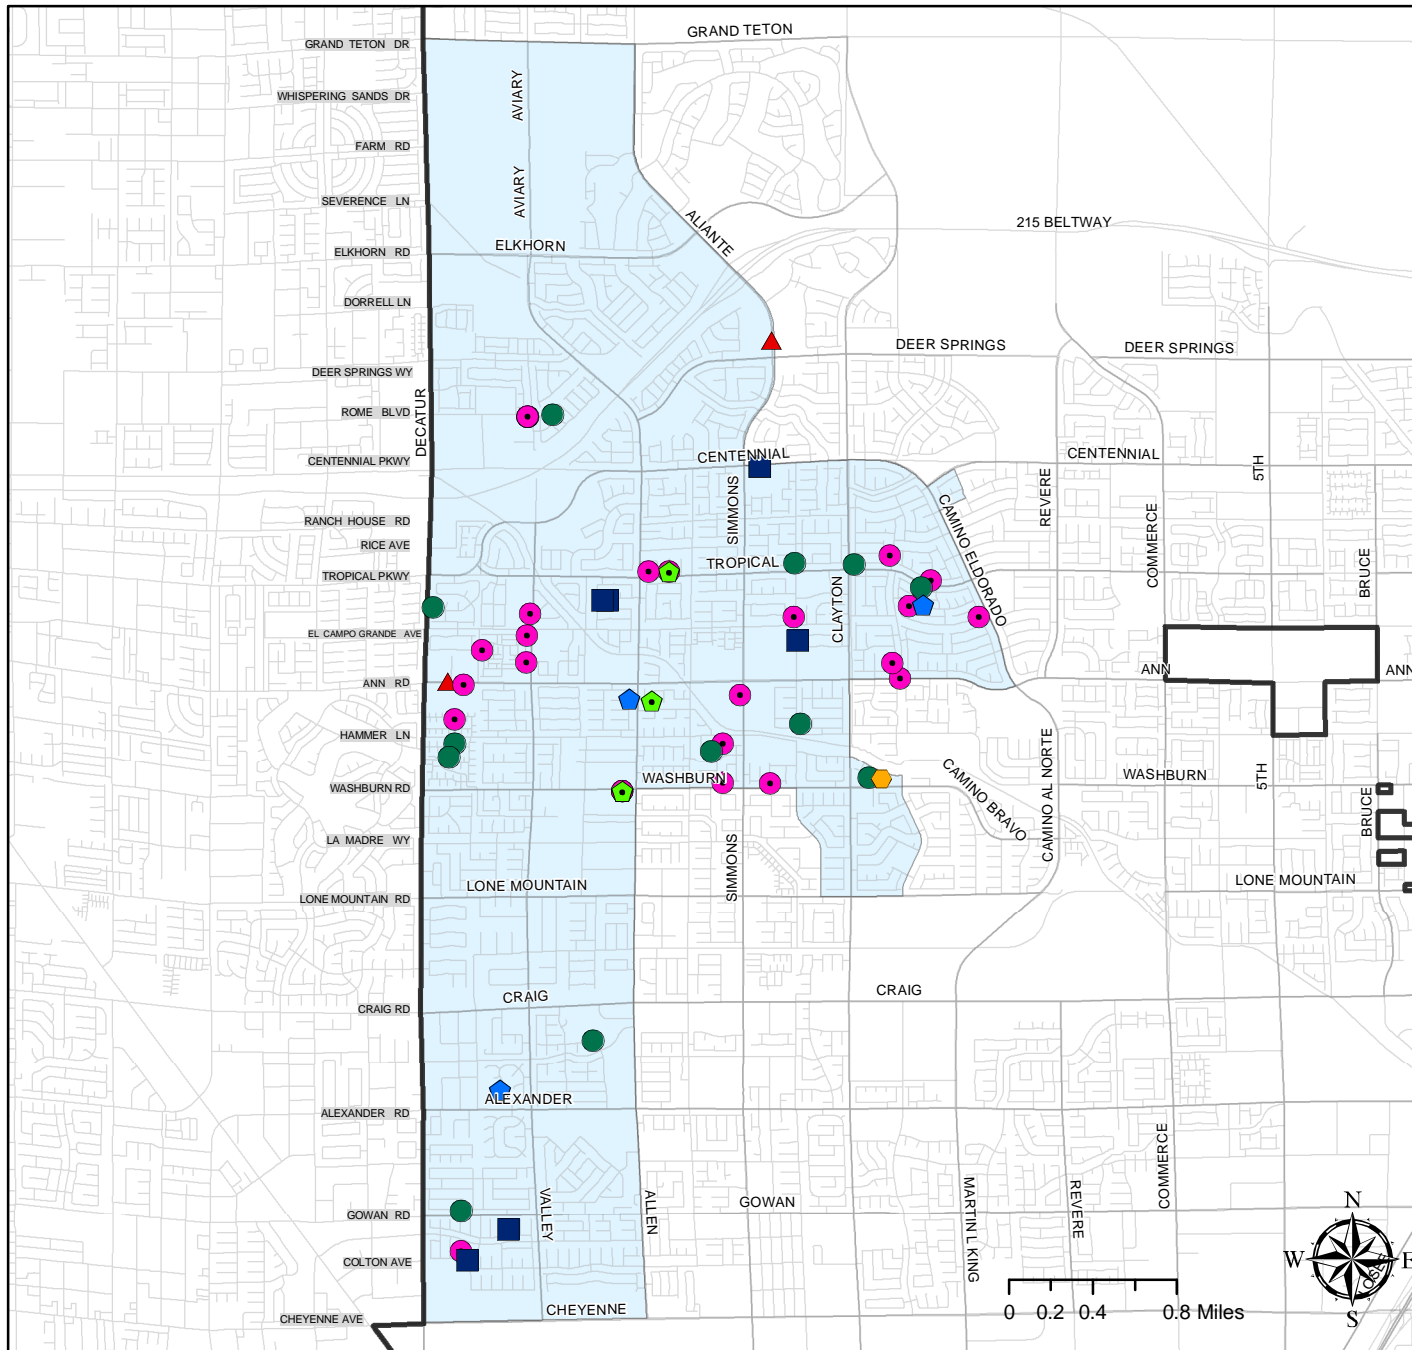 GRAND TETON
GRAND TETON DR
AVIARY
WHISPERING SANDS DR
FARM RD
AVIARY
SEVERENCE LN
ALIANTE
215 BELTWAY
ELKHORN
ELKHORN RD
DORRELL LN
DEER SPRINGS
DEER SPRINGS
DEER SPRINGS WY
ROME BLVD
DECATUR
CENTENNIAL
CENTENNIAL
CENTENNIAL PKWY
5TH
REVERE
SIMMONS
CAMINO ELDORADO
COMMERCE
RANCH HOUSE RD
RICE AVE
TROPICAL
BRUCE
TROPICAL PKWY
CLAYTON
EL CAMPO GRANDE AVE
ANN
ANN
ANN RD
HAMMER LN
CAMINO AL NORTE
WASHBURN
WASHBURN
5TH
WASHBURN RD
CAMINO BRAVO
BRUCE
LA MADRE WY
SIMMONS
LONE MOUNTAIN
LONE MOUNTAIN
LONE MOUNTAIN RD
CRAIG
CRAIG
CRAIG RD
ALEXANDER
ALEXANDER RD
COMMERCE
VALLEY
ALLEN
GOWAN
MARTIN L KING
REVERE
GOWAN RD
N
W
E
S
COLTON AVE
LOSEE
CHEYENNE
CHEYENNE AVE
0 0.2 0.4 0.8 Miles